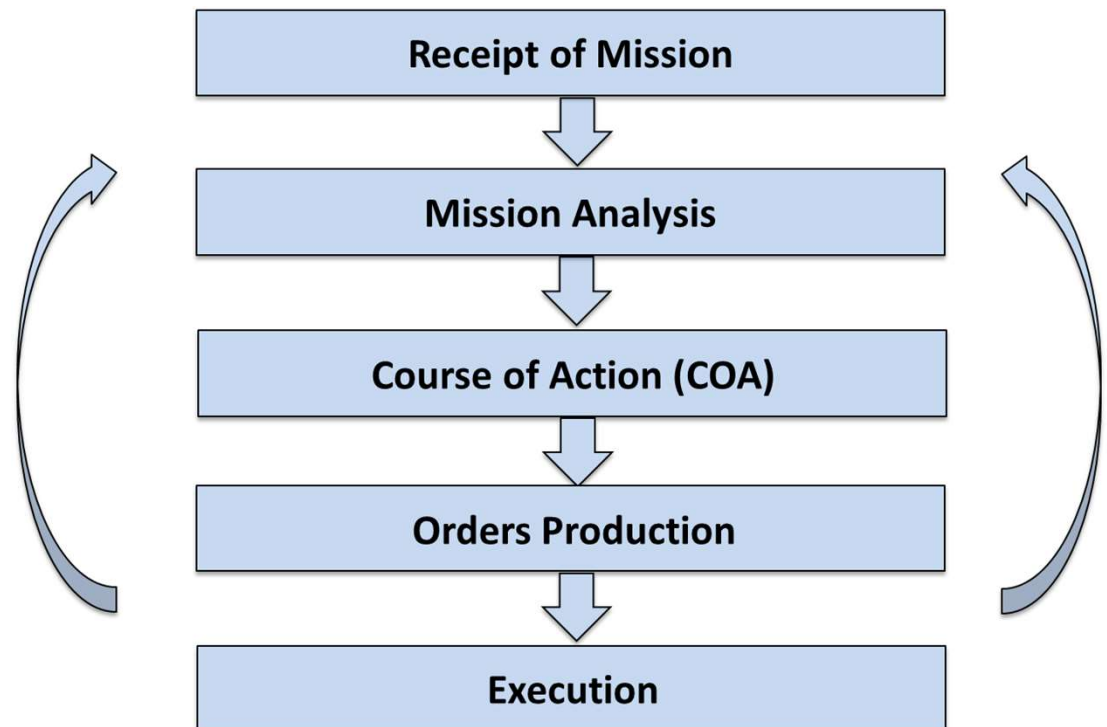 Receipt of Mission
Mission Analysis
Course of Action (COA)
Orders Production
Execution